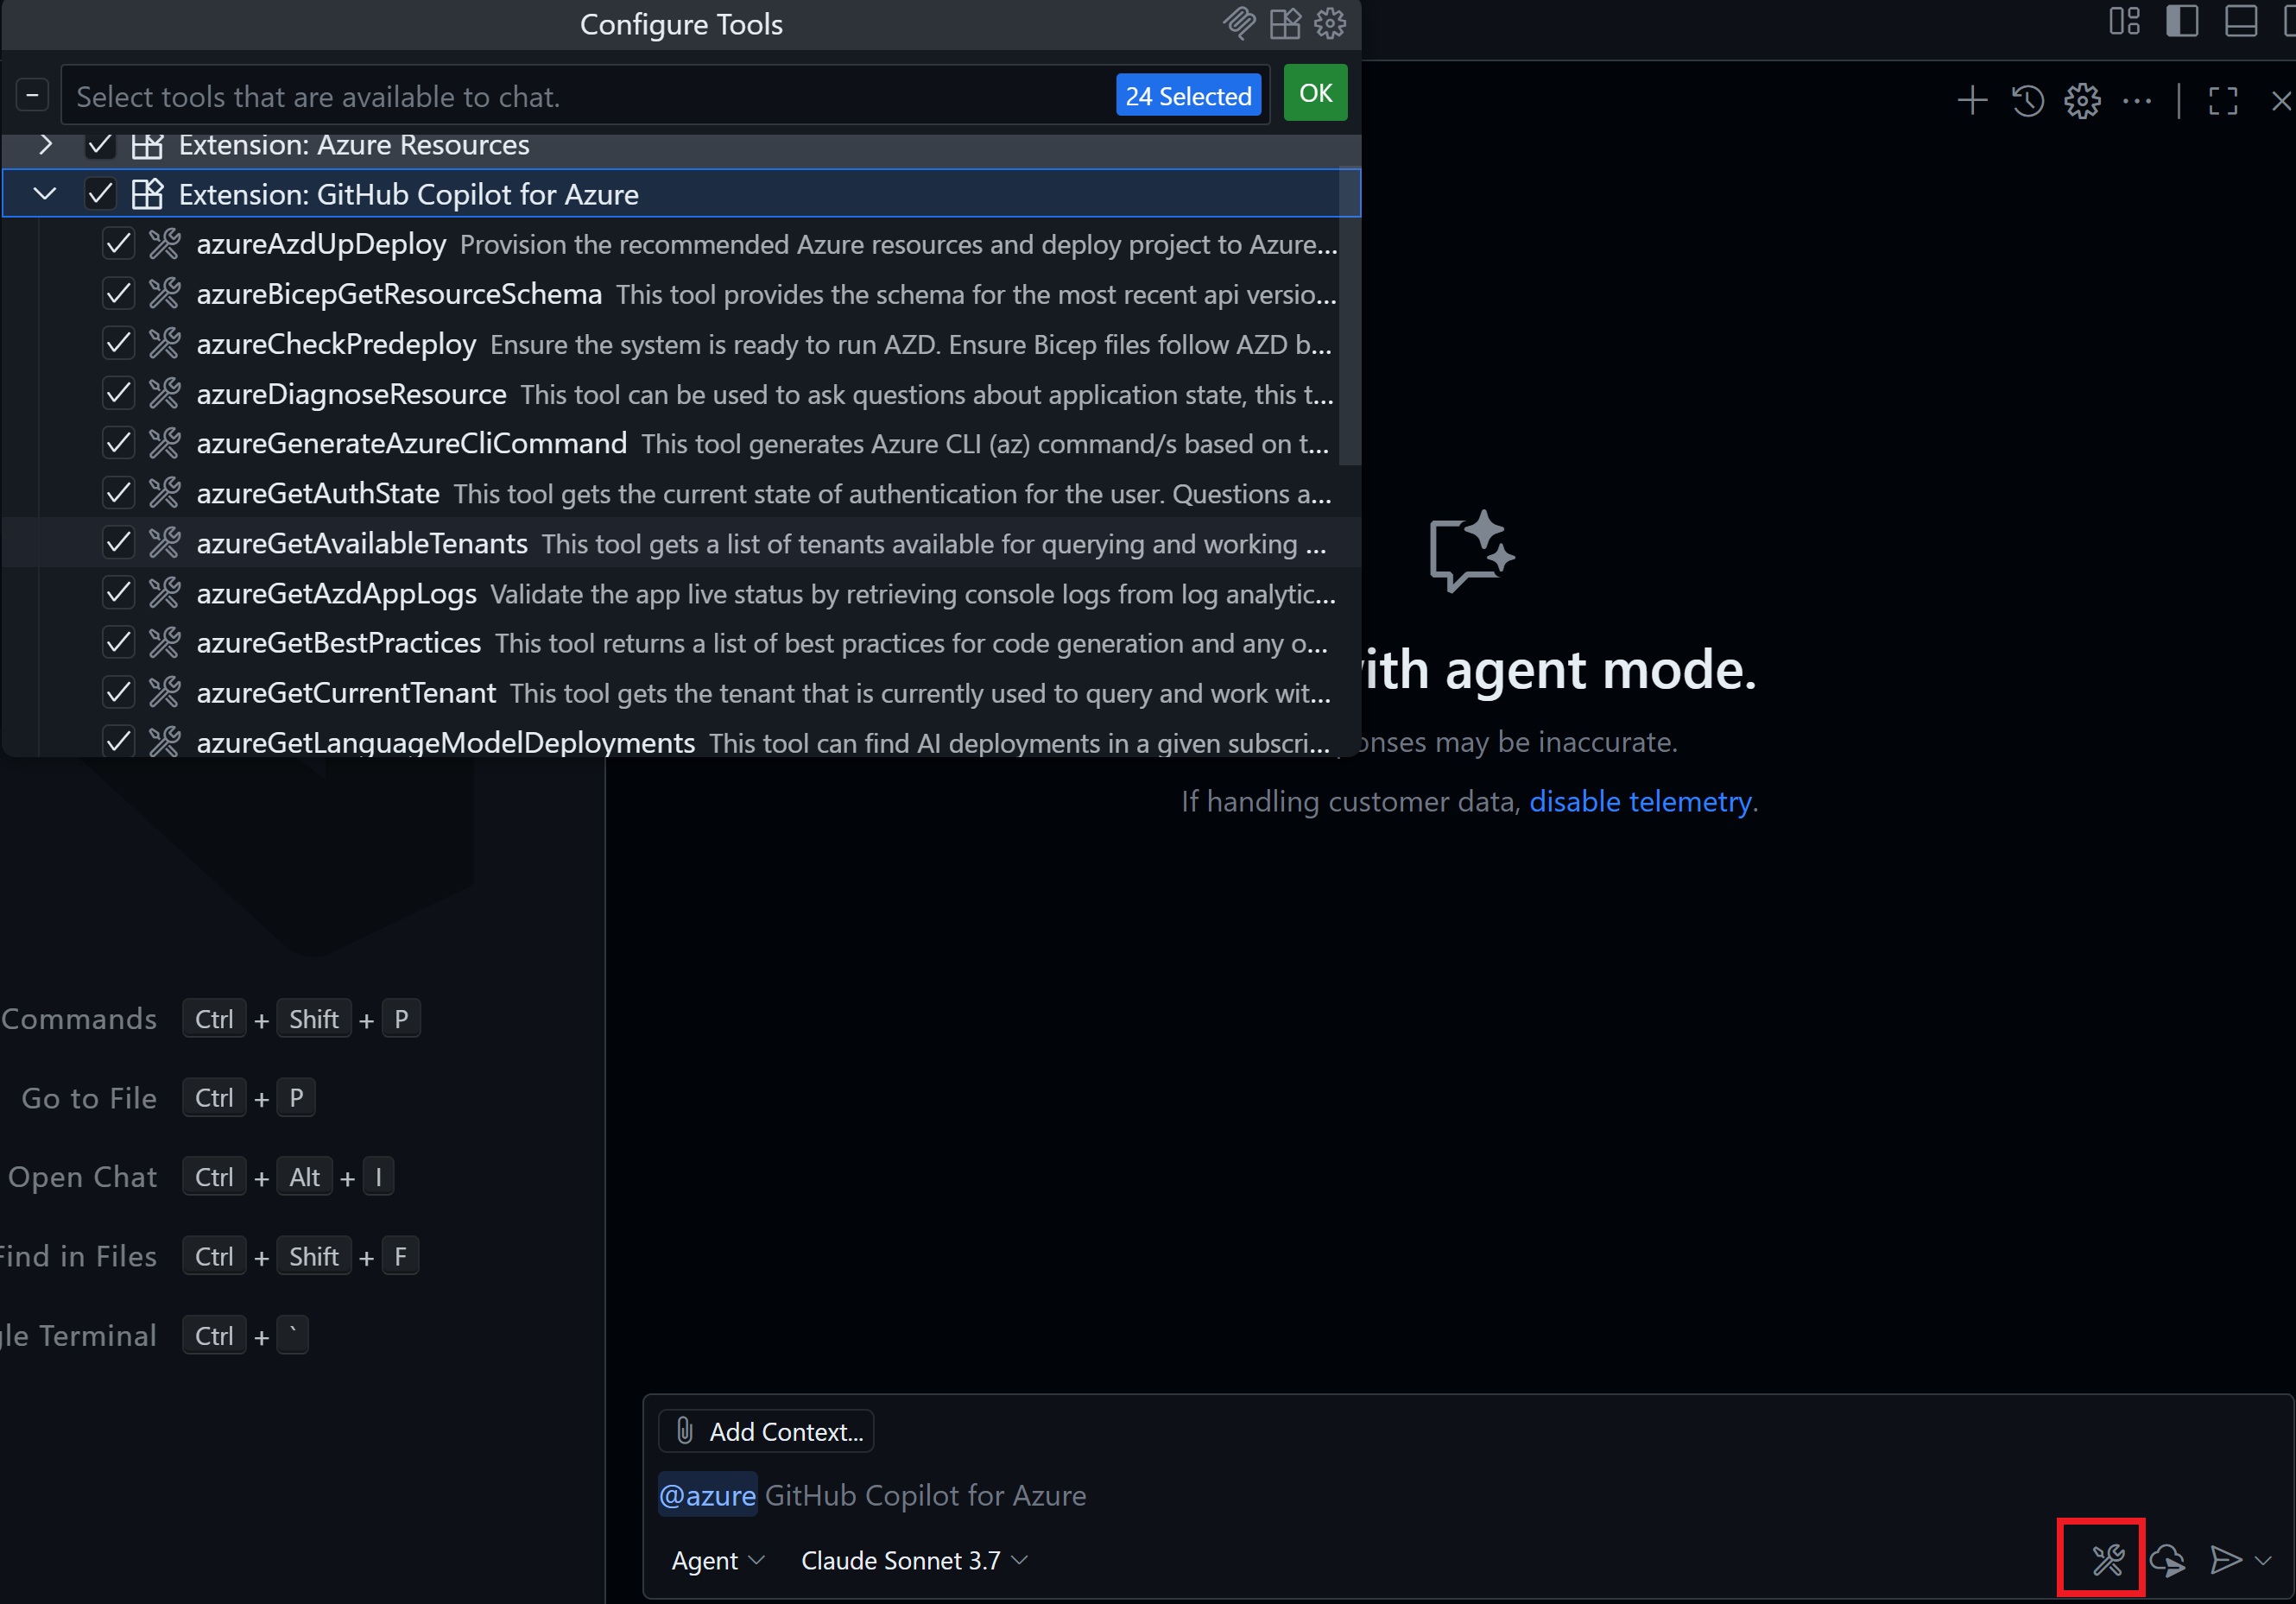 Configure Tools
Select tools that are available to chat.
24 Selected
OK
Extension: Azure Resources
Extension: GitHub Copilot for Azure
azureAzdUpDeploy Provision the recommended Azure resources and deploy project to Azure...
azureBicepGetResourceSchema This tool provides the schema for the most recent api versio...
azureCheckPredeploy Ensure the system is ready to run AZD. Ensure Bicep files follow AZD b...
azureDiagnoseResource This tool can be used to ask questions about application state, this t...
azureGenerateAzureCliCommand This tool generates Azure CLI (az) command/s based on t...
azureGetAuthState This tool gets the current state of authentication for the user. Questions a...
azureGetAvailableTenants This tool gets a list of tenants available for querying and working ...
azureGetAzdAppLogs Validate the app live status by retrieving console logs from log analytic...
azureGetBestPractices This tool returns a list of best practices for code generation and any o...
azureGetCurrentTenant This tool gets the tenant that is currently used to query and work wit...
azureGetLanguageModelDeployments This tool can find AI deployments in a given subscri...
ith agent mode.
onses may be inaccurate.
If handling customer data, disable telemetry.
Commands Ctrl + Shift + P
Go to File Ctrl + P
Open Chat Ctrl + Alt + I
Find in Files Ctrl + Shift + F
gle Terminal Ctrl + `
Add Context...
@azure GitHub Copilot for Azure
Agent
Claude Sonnet 3.7